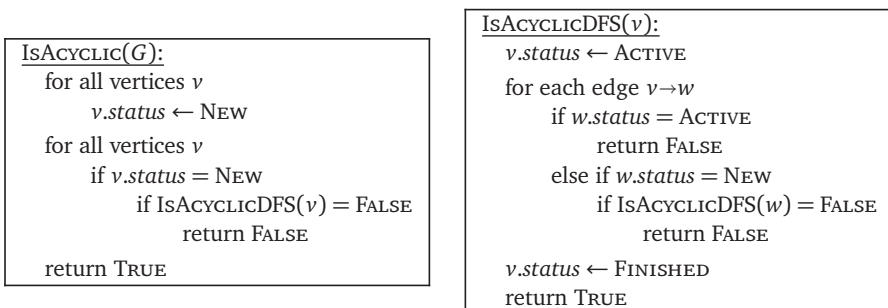 IsAcyclic(G):
for all vertices v
v.status ← New
for all vertices v
if v.status = New
if IsAcyclicDFS(v) = False
return False
return True
IsAcyclicDFS(v):
v.status ← Active
for each edge v→w
if w.status = Active
return False
else if w.status = New
if IsAcyclicDFS(w) = False
return False
v.status ← Finished
return True